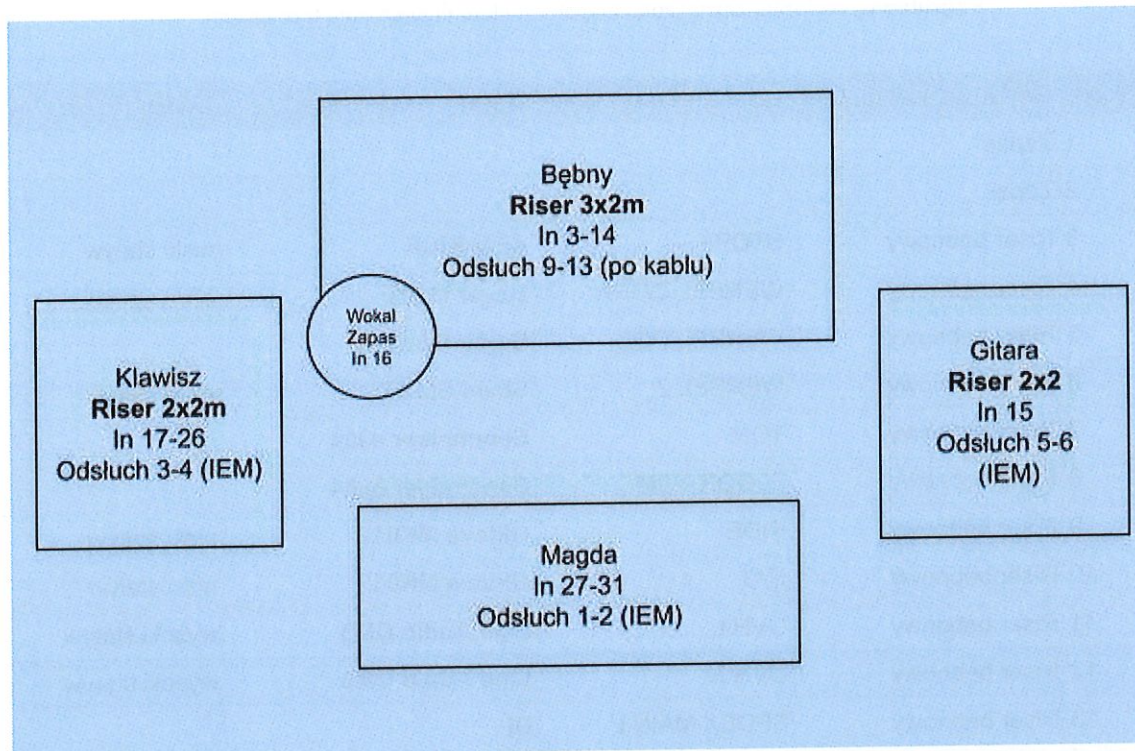 Bębny
Riser 3x2m
In 3-14
Odsłuch 9-13 (po kablu)
Wokal
Zapas
In 16
Klawisz
Riser 2x2m
In 17-26
Odsłuch 3-4 (IEM)
Gitara
Riser 2x2
In 15
Odsłuch 5-6
(IEM)
Magda
In 27-31
Odsłuch 1-2 (IEM)